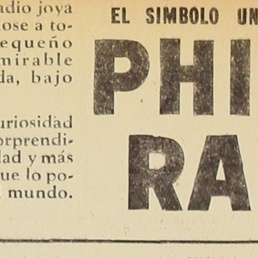 adio joya
ose a to-
equeño
mirable
da, bajo
uriosidad
orprendi-
dad y más
ue lo po-
mundo.
EL SIMBOLO UN
PHI
RA